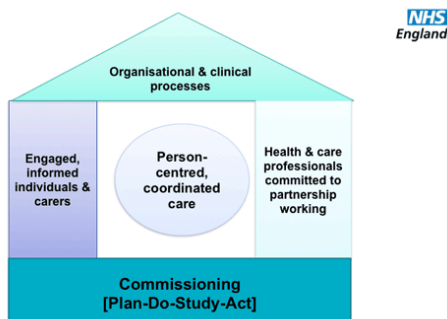 NHS
England
Organisational & clinical
processes
Engaged,
informed
individuals &
carers
Person-
centred,
coordinated
care
Health & care
professionals
committed to
partnership
working
Commissioning
[Plan-Do-Study-Act]